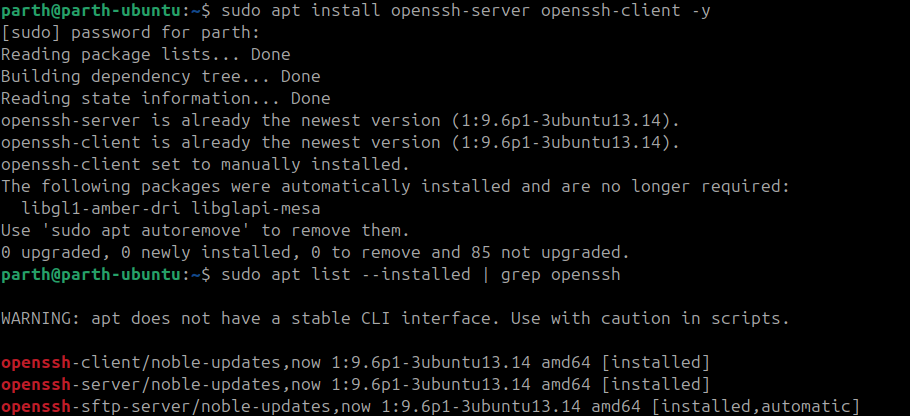 parth@parth-ubuntu:~$ sudo apt install openssh-server openssh-client -y
[sudo] password for parth:
Reading package lists... Done
Building dependency tree... Done
Reading state information... Done
openssh-server is already the newest version (1:9.6p1-3ubuntu13.14).
openssh-client is already the newest version (1:9.6p1-3ubuntu13.14).
openssh-client set to manually installed.
The following packages were automatically installed and are no longer required:
  libgl1-amber-dri libglapi-mesa
Use 'sudo apt autoremove' to remove them.
0 upgraded, 0 newly installed, 0 to remove and 85 not upgraded.
parth@parth-ubuntu:~$ sudo apt list --installed | grep openssh

WARNING: apt does not have a stable CLI interface. Use with caution in scripts.

openssh-client/noble-updates,now 1:9.6p1-3ubuntu13.14 amd64 [installed]
openssh-server/noble-updates,now 1:9.6p1-3ubuntu13.14 amd64 [installed]
openssh-sftp-server/noble-updates,now 1:9.6p1-3ubuntu13.14 amd64 [installed,automatic]